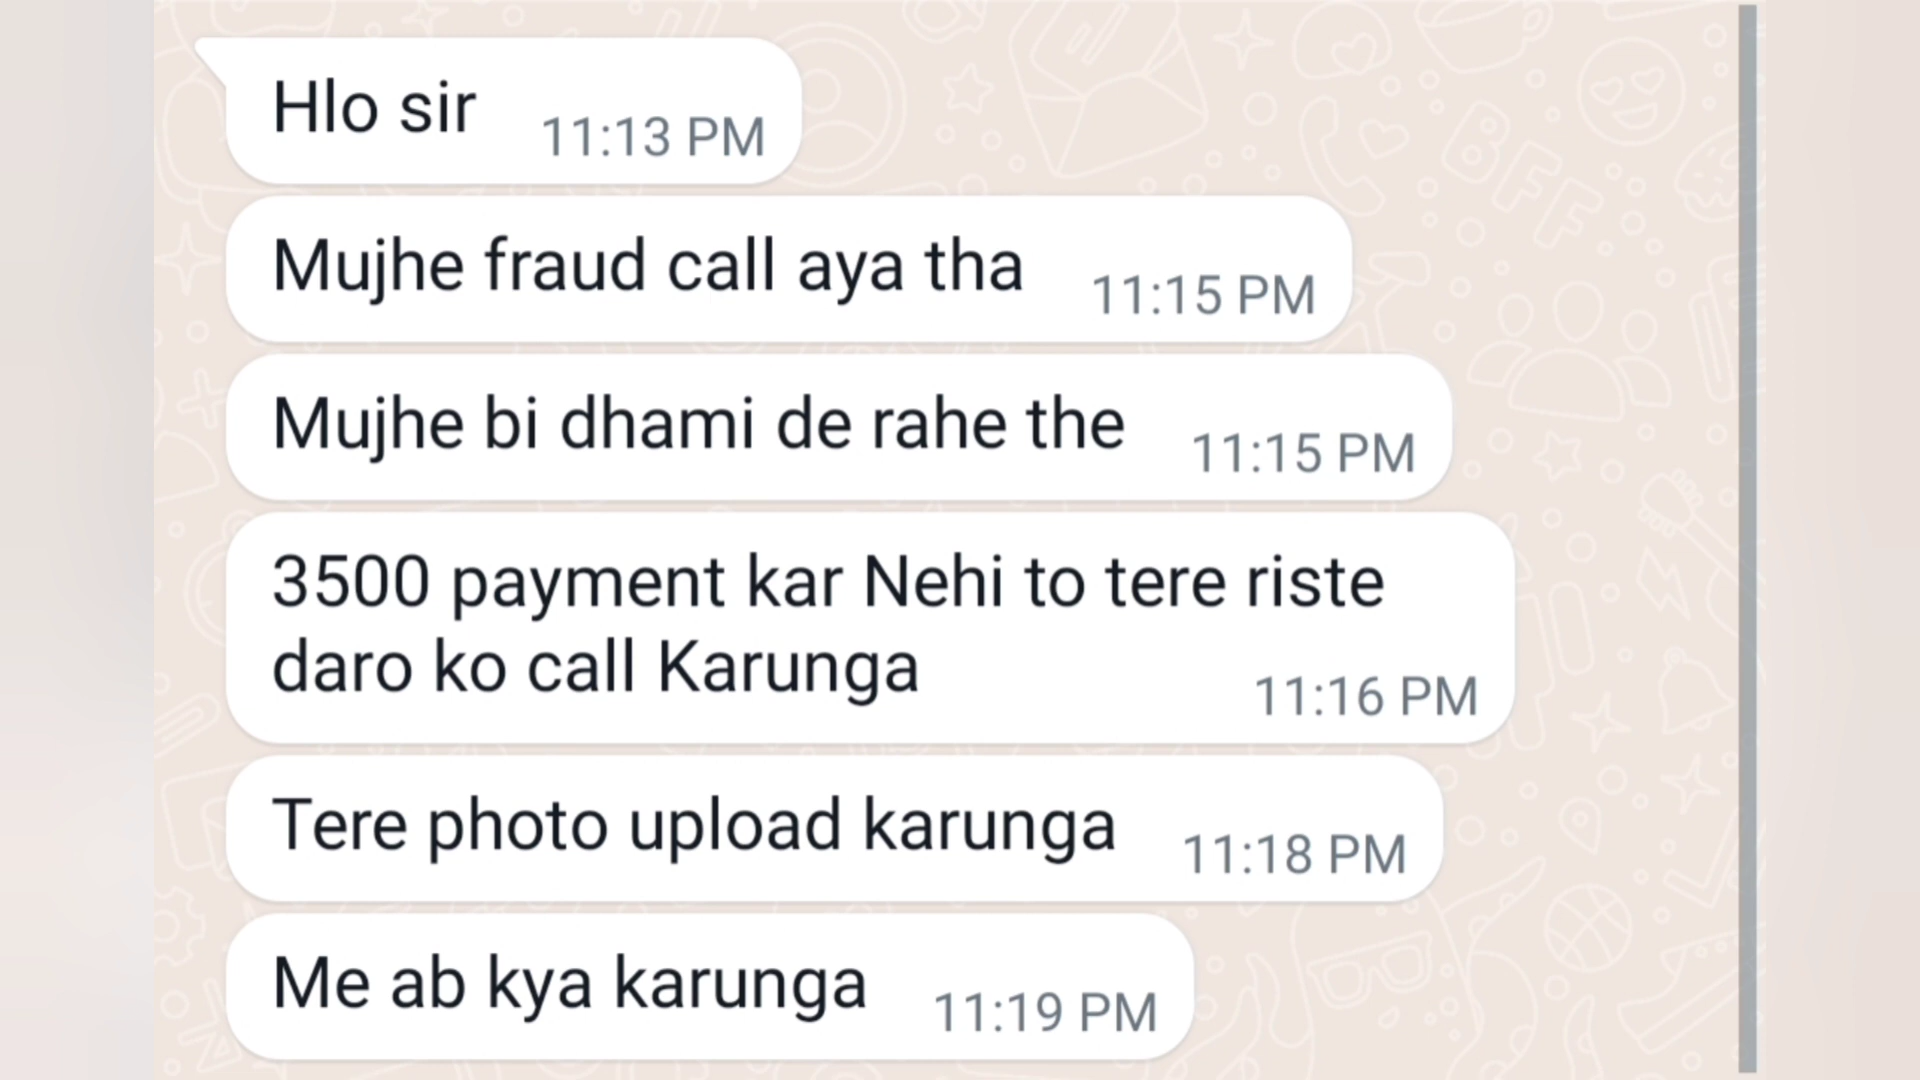 Hlo sir
11:13 PM
Mujhe fraud call aya tha
11:15 PM
Mujhe bi dhami de rahe the
11:15 PM
3500 payment kar Nehi to tere riste
daro ko call Karunga
11:16 PM
Tere photo upload karunga
11:18 PM
Me ab kya karunga
11:19 PM